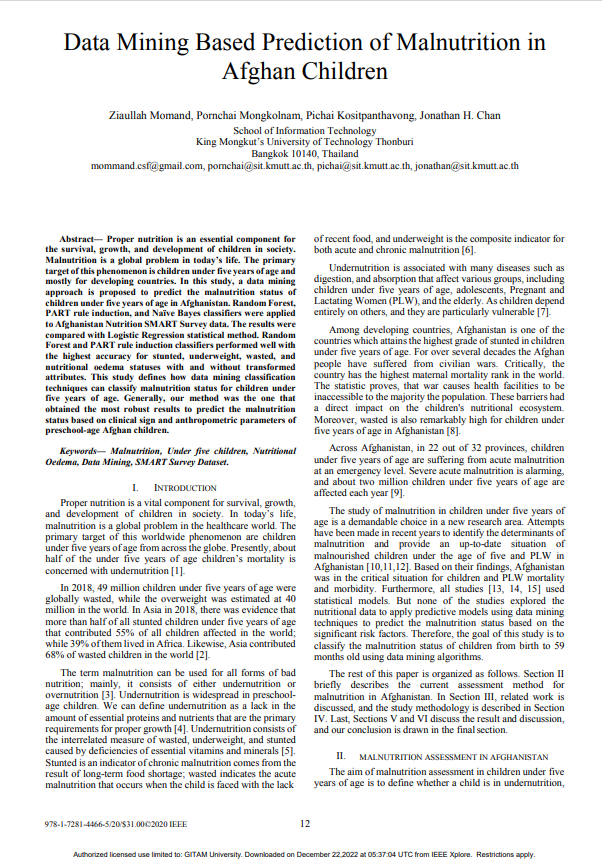 Data Mining Based Prediction of Malnutrition in
Afghan Children
Ziaullah Momand, Pornchai Mongkolnam, Pichai Kositpanthavong, Jonathan H. Chan
School of Information Technology
King Mongkut's University of Technology Thonburi
Bangkok 10140, Thailand
mommand.csf@gmail.com, pornchai@sit.kmutt.ac.th, pichai@sit.kmutt.ac.th, jonathan@sit.kmutt.ac.th
Abstract— Proper nutrition is an essential component for
the survival, growth, and development of children in society.
Malnutrition is a global problem in today's life. The primary
target of this phenomenon is children under five years of age and
mostly for developing countries. In this study, a data mining
approach is proposed to predict the malnutrition status of
children under five years of age in Afghanistan. Random Forest,
PART rule induction, and Naïve Bayes classifiers were applied
to Afghanistan Nutrition SMART Survey data. The results were
compared with Logistic Regression statistical method. Random
Forest and PART rule induction classifiers performed well with
the highest accuracy for stunted, underweight, wasted, and
nutritional oedema statuses with and without transformed
attributes. This study defines how data mining classification
techniques can classify malnutrition status for children under
five years of age. Generally, our method was the one that
obtained the most robust results to predict the malnutrition
status based on clinical sign and anthropometric parameters of
preschool-age Afghan children.
Keywords— Malnutrition, Under five children, Nutritional
Oedema, Data Mining, SMART Survey Dataset.
I. INTRODUCTION
Proper nutrition is a vital component for survival, growth,
and development of children in society. In today's life,
malnutrition is a global problem in the healthcare world. The
primary target of this worldwide phenomenon are children
under five years of age from across the globe. Presently, about
half of the under five years of age children's mortality is
concerned with undernutrition [1].
In 2018, 49 million children under five years of age were
globally wasted, while the overweight was estimated at 40
million in the world. In Asia in 2018, there was evidence that
more than half of all stunted children under five years of age
that contributed 55% of all children affected in the world;
while 39% of them lived in Africa. Likewise, Asia contributed
68% of wasted children in the world [2].
The term malnutrition can be used for all forms of bad
nutrition; mainly, it consists of either undernutrition or
overnutrition [3]. Undernutrition is widespread in preschool-
age children. We can define undernutrition as a lack in the
amount of essential proteins and nutrients that are the primary
requirements for proper growth [4]. Undernutrition consists of
the interrelated measure of wasted, underweight, and stunted
caused by deficiencies of essential vitamins and minerals [5].
Stunted is an indicator of chronic malnutrition comes from the
result of long-term food shortage; wasted indicates the acute
malnutrition that occurs when the child is faced with the lack
of recent food, and underweight is the composite indicator for
both acute and chronic malnutrition [6].
Undernutrition is associated with many diseases such as
digestion, and absorption that affect various groups, including
children under five years of age, adolescents, Pregnant and
Lactating Women (PLW), and the elderly. As children depend
entirely on others, and they are particularly vulnerable [7].
Among developing countries, Afghanistan is one of the
countries which attains the highest grade of stunted in children
under five years of age. For over several decades the Afghan
people have suffered from civilian wars. Critically, the
country has the highest maternal mortality rank in the world.
The statistic proves, that war causes health facilities to be
inaccessible to the majority the population. These barriers had
a direct impact on the children's nutritional ecosystem.
Moreover, wasted is also remarkably high for children under
five years of age in Afghanistan [8].
Across Afghanistan, in 22 out of 32 provinces, children
under five years of age are suffering from acute malnutrition
at an emergency level. Severe acute malnutrition is alarming,
and about two million children under five years of age are
affected each year [9].
The study of malnutrition in children under five years of
age is a demandable choice in a new research area. Attempts
have been made in recent years to identify the determinants of
malnutrition and provide an up-to-date situation of
malnourished children under the age of five and PLW in
Afghanistan [10,11,12]. Based on their findings, Afghanistan
was in the critical situation for children and PLW mortality
and morbidity. Furthermore, all studies [13, 14, 15] used
statistical models. But none of the studies explored the
nutritional data to apply predictive models using data mining
techniques to predict the malnutrition status based on the
significant risk factors. Therefore, the goal of this study is to
classify the malnutrition status of children from birth to 59
months old using data mining algorithms.
The rest of this paper is organized as follows. Section II
briefly describes the current assessment method for
malnutrition in Afghanistan. In Section III, related work is
discussed, and the study methodology is described in Section
IV. Last, Sections V and VI discuss the result and discussion,
and our conclusion is drawn in the final section.
II. MALNUTRITION ASSESSMENT IN AFGHANISTAN
The aim of malnutrition assessment in children under five
years of age is to define whether a child is in undernutrition,
978-1-7281-4466-5/20/$31.00©2020 IEEE
12
Authorized licensed use limited to: GITAM University. Downloaded on December 22,2022 at 05:37:04 UTC from IEEE Xplore. Restrictions apply.